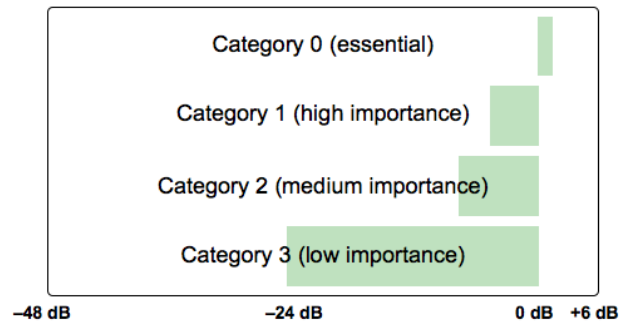 Category 0 (essential)
Category 1 (high importance)
Category 2 (medium importance)
Category 3 (low importance)
–48 dB –24 dB 0 dB +6 dB